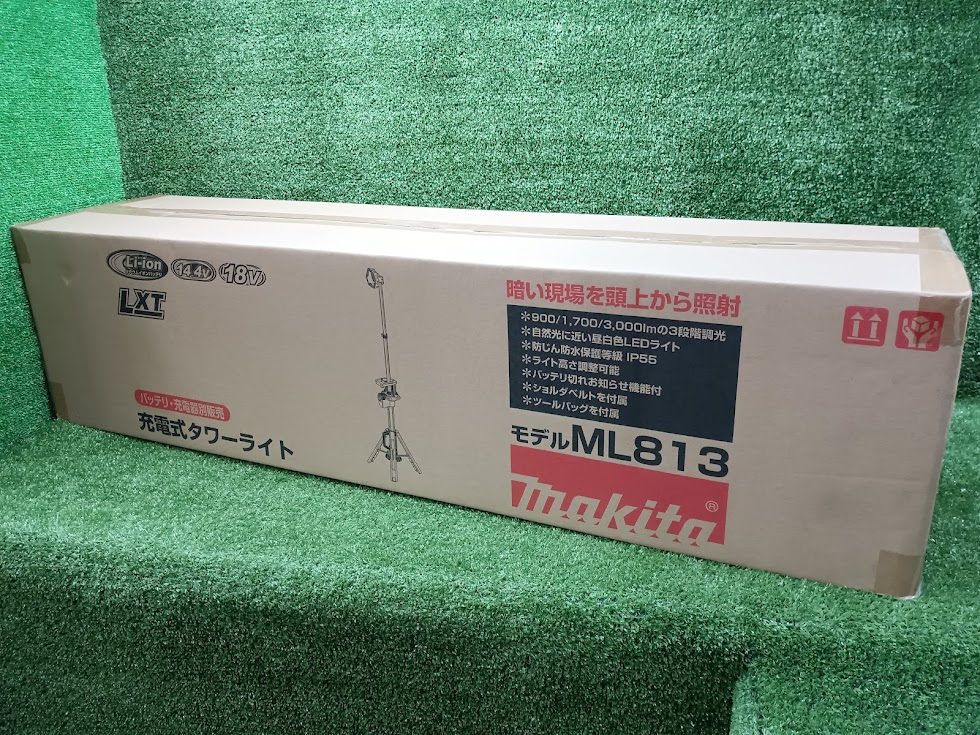 Li-ion
14.4V
18V
LXT
バッテリ・充電器別販売
充電式タワーライト
暗い現場を頭上から照射
＊900/1,700/3,000lmの3段階調光
＊自然光に近い昼白色LEDライト
＊防じん防水保護等級 IP55
＊ライト高さ調整可能
＊バッテリ切れお知らせ機能付
＊ショルダベルトを付属
＊ツールバッグを付属
モデルML813
makita®